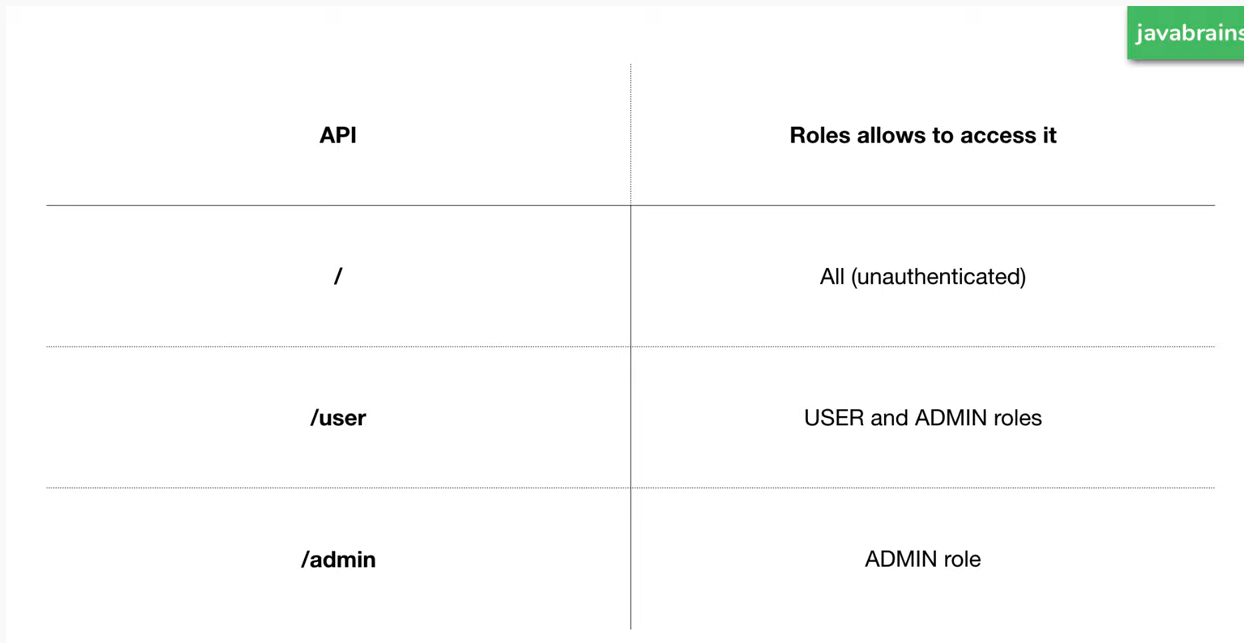 javabrains
API
Roles allows to access it
/
All (unauthenticated)
/user
USER and ADMIN roles
/admin
ADMIN role